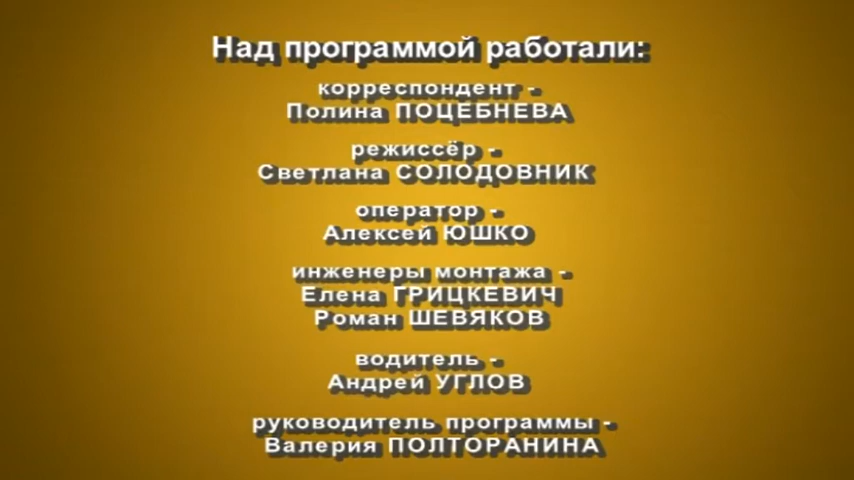 Над программой работали:
корреспондент -
Полина ПОЦЕБНЕВА
режиссёр -
Светлана СОЛОДОВНИК
оператор -
Алексей ЮШКО
инженеры монтажа -
Елена ГРИЦКЕВИЧ
Роман ШЕВЯКОВ
водитель -
Андрей УГЛОВ
руководитель программы -
Валерия ПОЛТОРАНИНА